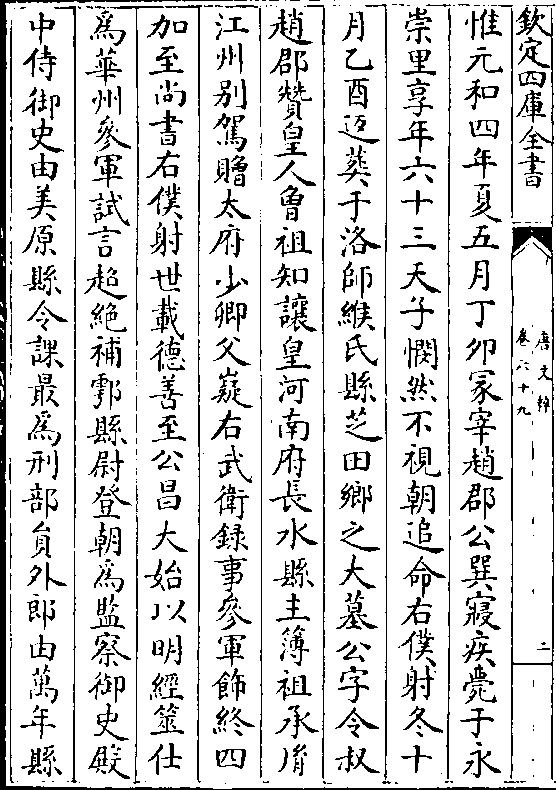 欽定四庫全書
唐文粹
卷六十九
二
惟元和四年夏五月丁卯冡宰趙郡公巽寢疾薨于永
崇里享年六十三天子憫然不視朝追命右僕射冬十
月乙酉迈葬于洛師緱氏縣芝田鄉之大墓公字令叔
趙郡贊皇人曾祖知讓皇河南府長水縣主簿祖承𦙍
江州别駕贈太府少卿父嶷右武衛録事參軍飾終四
加至尚書右僕射世載德善至公昌大始以明經筮仕
爲華州參軍試言超絶補鄠縣尉登朝爲監察御史殿
中侍御史由美原縣令課最爲刑部員外郎由萬年縣